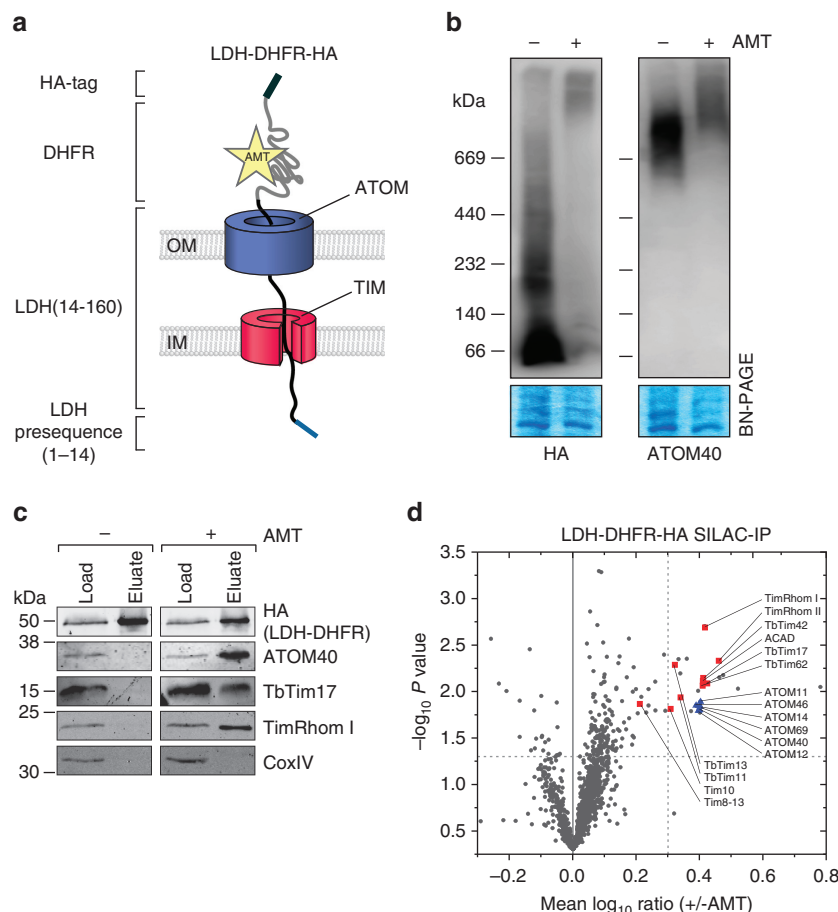 a
LDH-DHFR-HA
HA-tag
DHFR
AMT
ATOM
OM
LDH(14-160)
TIM
IM
LDH
presequence
(1–14)
b
– + – + AMT
kDa
669
440
232
140
66
BN-PAGE
HA ATOM40
c
– + AMT
Load Eluate Load Eluate
kDa
50 HA
(LDH-DHFR)
38
ATOM40
15 TbTim17
25
TimRhom I
CoxIV
30
d
LDH-DHFR-HA SILAC-IP
3.5
3.0
2.5
2.0
1.5
1.0
0.5
–log10 P value
TimRhom I
TimRhom II
TbTim42
ACAD
TbTim17
TbTim62
ATOM11
ATOM46
ATOM14
ATOM69
ATOM40
ATOM12
TbTim13
TbTim11
Tim10
Tim8-13
–0.2 0.0 0.2 0.4 0.6 0.8
Mean log10 ratio (+/-AMT)